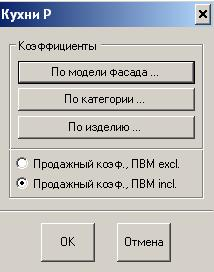 Кухни Р
Коэффициенты
По модели фасада ...
По категории ...
По изделию ...
Продажный коэф., ПВМ excl.
Продажный коэф., ПВМ incl.
OK
Отмена